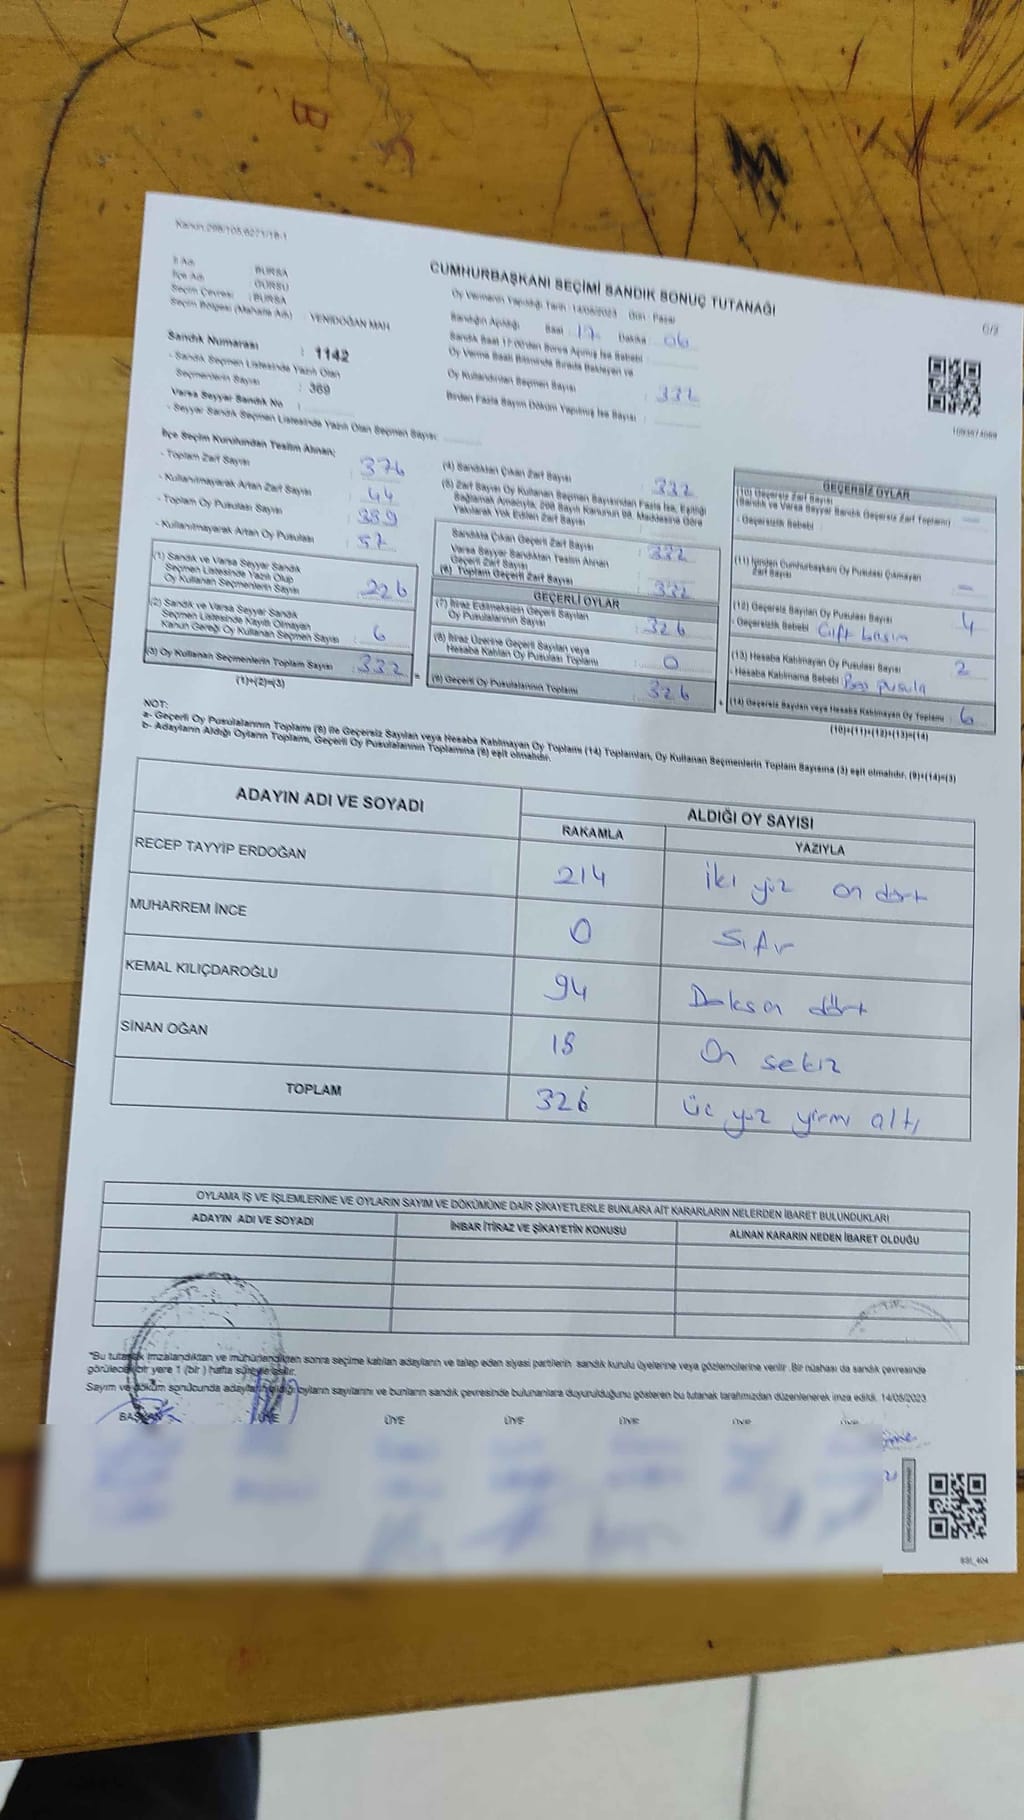 Kanun:298/105,6271/18-1
CUMHURBAŞKANI SEÇİMİ SANDIK SONUÇ TUTANAĞI
İl Adı : BURSA
İlçe Adı : GÜRSU
Seçim Çevresi : BURSA
Seçim Bölgesi (Mahalle Adı) : YENİDOĞAN MAH
Oy Vermenin Yapıldığı Tarih : 14/05/2023 Gün : Pazar
Sandığın Açıldığı Saat : 17 Dakika : 06
Sandık Saat 17:00'den Sonra Açılmış İse Sebebi :
Oy Verme Saati Bitiminde Sırada Bekleyen ve
Oy Kullandırılan Seçmen Sayısı : 332
Birden Fazla Sayım Döküm Yapılmış İse Sayısı :
Sandık Numarası : 1142
- Sandık Seçmen Listesinde Yazılı Olan
Seçmenlerin Sayısı : 369
Varsa Seyyar Sandık No :
- Seyyar Sandık Seçmen Listesinde Yazılı Olan Seçmen Sayısı :
İlçe Seçim Kurulundan Teslim Alınan;
- Toplam Zarf Sayısı : 376
- Kullanılmayarak Artan Zarf Sayısı : 44
- Toplam Oy Pusulası Sayısı : 389
- Kullanılmayarak Artan Oy Pusulası : 57
(1) Sandık ve Varsa Seyyar Sandık
Seçmen Listesinde Yazılı Olup
Oy Kullanan Seçmenlerin Sayısı : 226
(2) Sandık ve Varsa Seyyar Sandık
Seçmen Listesinde Kayıtlı Olmayan
Kanun Gereği Oy Kullanan Seçmen Sayısı : 6
(3) Oy Kullanan Seçmenlerin Toplam Sayısı : 332
(1)+(2)=(3)
(4) Sandıktan Çıkan Zarf Sayısı : 332
(5) Zarf Sayısı Oy Kullanan Seçmen Sayısından Fazla İse, Eşitliği
Sağlamak Amacıyla, 298 Sayılı Kanunun 98. Maddesine Göre
Yakılarak Yok Edilen Zarf Sayısı :
Sandıkta Çıkan Geçerli Zarf Sayısı : 332
Varsa Seyyar Sandıktan Teslim Alınan
Geçerli Zarf Sayısı :
(6) Toplam Geçerli Zarf Sayısı : 332
GEÇERLİ OYLAR
(7) İtiraz Edilmeksizin Geçerli Sayılan
Oy Pusulalarının Sayısı : 326
(8) İtiraz Üzerine Geçerli Sayılan veya
Hesaba Katılan Oy Pusulası Toplamı : 0
(9) Geçerli Oy Pusulalarının Toplamı : 326
GEÇERSİZ OYLAR
(10) Geçersiz Zarf Sayısı
(Sandık ve Varsa Seyyar Sandık Geçersiz Zarf Toplamı) : —
- Geçersizlik Sebebi :
(11) İçinden Cumhurbaşkanı Oy Pusulası Çıkmayan
Zarf Sayısı : —
(12) Geçersiz Sayılan Oy Pusulası Sayısı : 4
- Geçersizlik Sebebi : Çift basım
(13) Hesaba Katılmayan Oy Pusulası Sayısı : 2
- Hesaba Katılmama Sebebi : Boş pusula
(14) Geçersiz Sayılan veya Hesaba Katılmayan Oy Toplamı : 6
(10)+(11)+(12)+(13)=(14)
NOT:
a- Geçerli Oy Pusulalarının Toplamı (9) ile Geçersiz Sayılan veya Hesaba Katılmayan Oy Toplamı (14) Toplamları, Oy Kullanan Seçmenlerin Toplam Sayısına (3) eşit olmalıdır. (9)+(14)=(3)
b- Adayların Aldığı Oyların Toplamı, Geçerli Oy Pusulalarının Toplamına (9) eşit olmalıdır.
ADAYIN ADI VE SOYADI ALDIĞI OY SAYISI
RAKAMLA YAZIYLA
RECEP TAYYİP ERDOĞAN 214 İki yüz on dört
MUHARREM İNCE 0 Sıfır
KEMAL KILIÇDAROĞLU 94 Doksan dört
SİNAN OĞAN 18 On sekiz
TOPLAM 326 Üç yüz yirmi altı
OYLAMA İŞ VE İŞLEMLERİNE VE OYLARIN SAYIM VE DÖKÜMÜNE DAİR ŞİKAYETLERLE BUNLARA AİT KARARLARIN NELERDEN İBARET BULUNDUKLARI
ADAYIN ADI VE SOYADI İHBAR İTİRAZ VE ŞİKAYETİN KONUSU ALINAN KARARIN NEDEN İBARET OLDUĞU
"Bu tutanak imzalandıktan ve mühürlendikten sonra seçime katılan adayların ve talep eden siyasi partilerin sandık kurulu üyelerine veya gözlemcilerine verilir. Bir nüshası da sandık çevresinde
görülecek bir yere 1 (bir) hafta süreyle asılır.
Sayım ve döküm sonucunda adayların aldığı oyların sayılarını ve bunların sandık çevresinde bulunanlara duyurulduğunu gösteren bu tutanak tarafımızdan düzenlenerek imza edildi. 14/05/2023
BAŞKAN ÜYE ÜYE ÜYE ÜYE ÜYE ÜYE